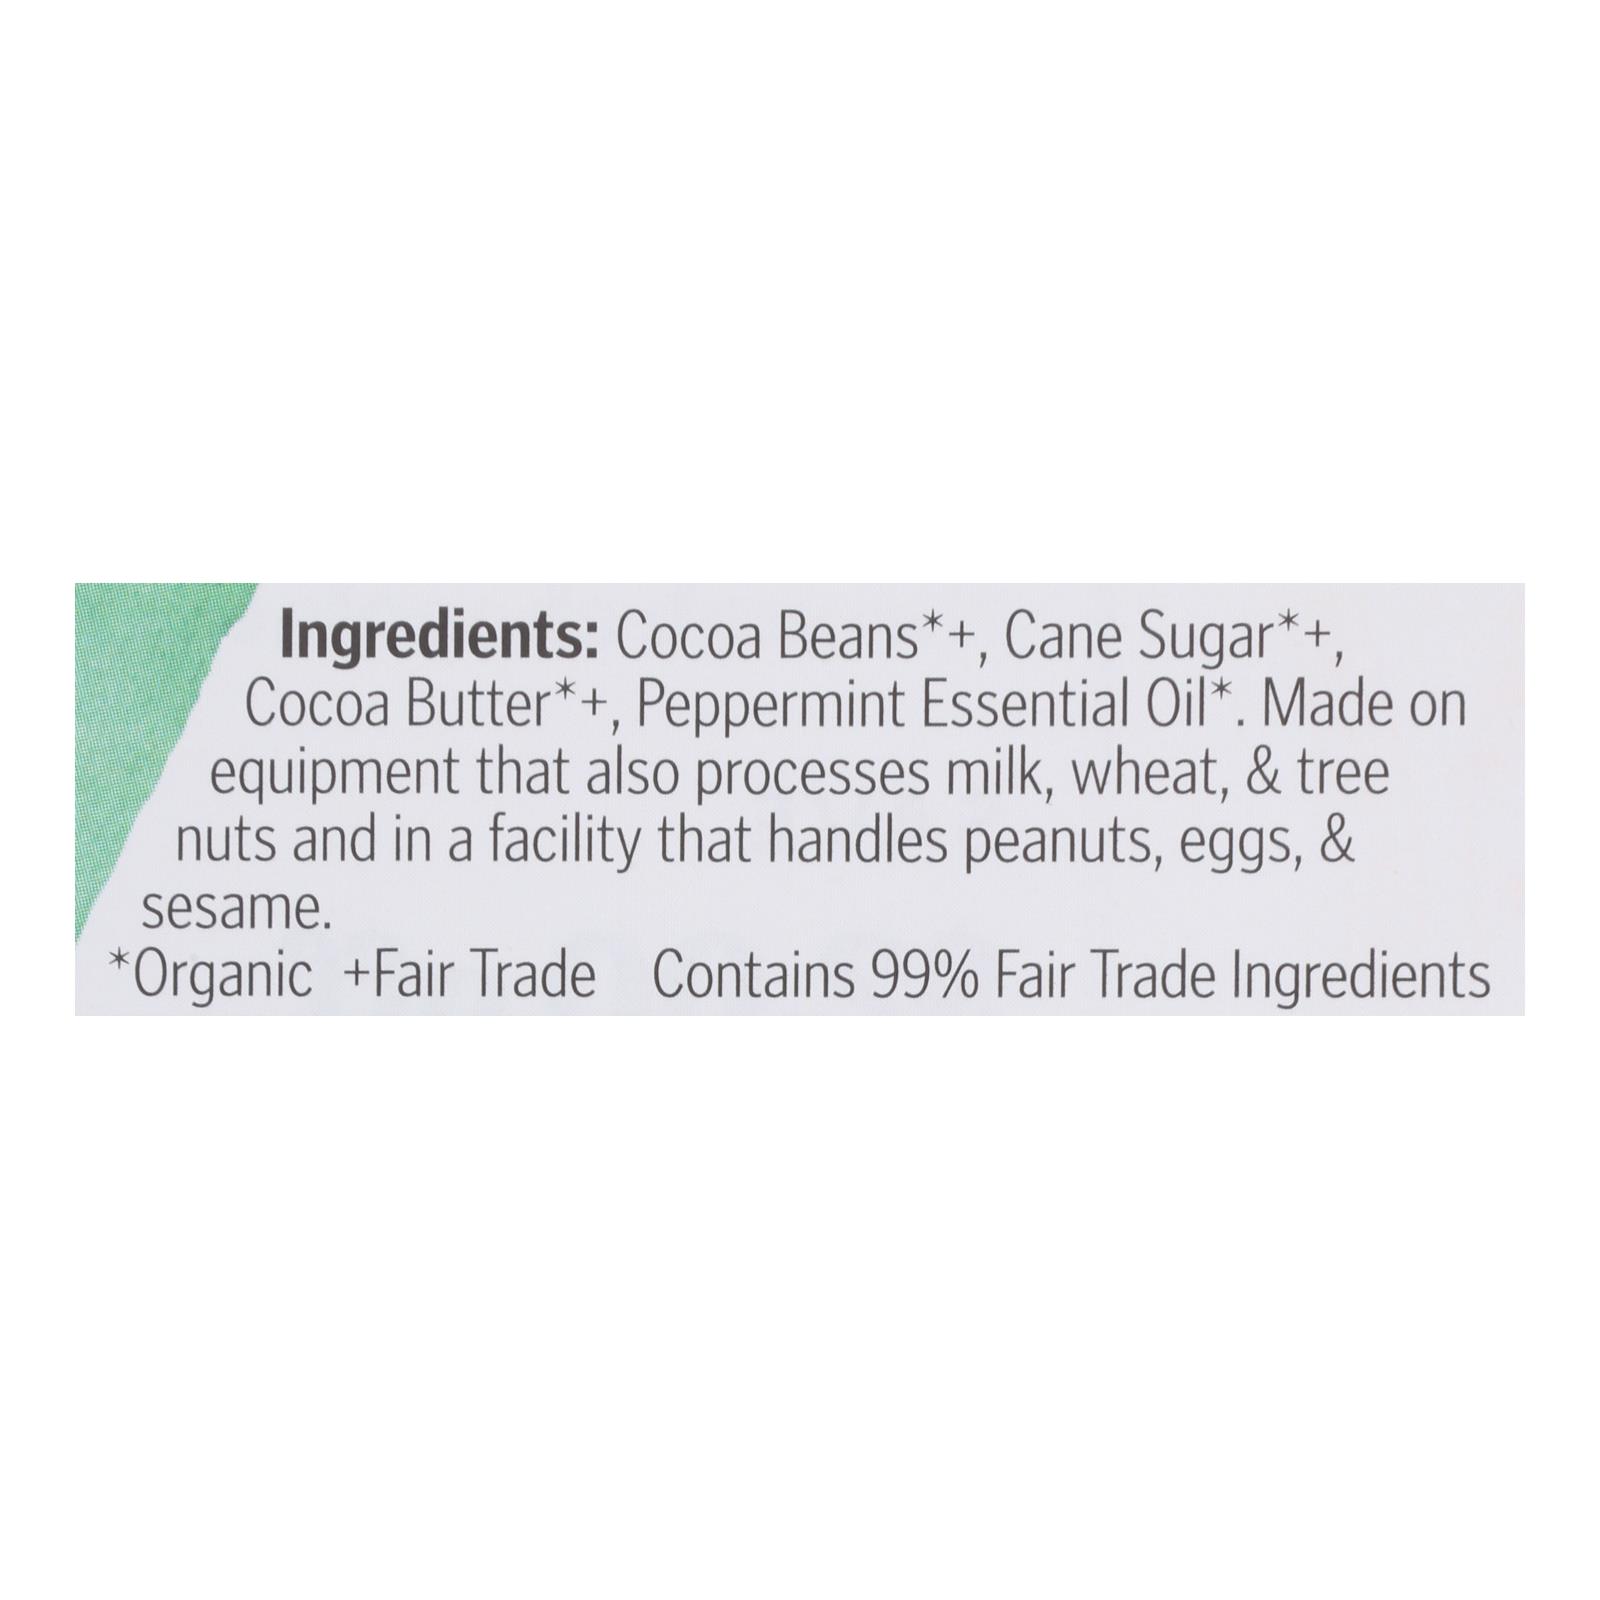 Ingredients: Cocoa Beans*+, Cane Sugar*+,
Cocoa Butter*+, Peppermint Essential Oil*. Made on
equipment that also processes milk, wheat, & tree
nuts and in a facility that handles peanuts, eggs, &
sesame.
*Organic +Fair Trade Contains 99% Fair Trade Ingredients